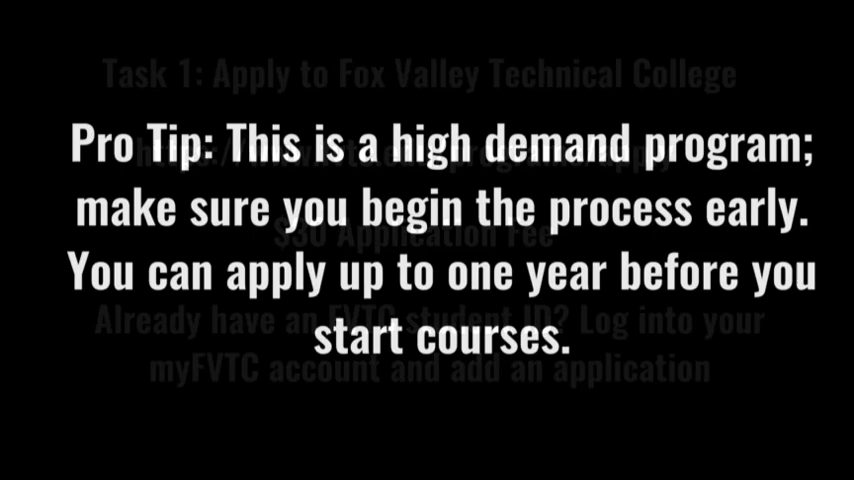 Task 1: Apply to Fox Valley Technical College
Pro Tip: This is a high demand program;
make sure you begin the process early.
$30 Application Fee
You can apply up to one year before you
Already have an FVTC student ID? Log into your
start courses.
myFVTC account and add an application